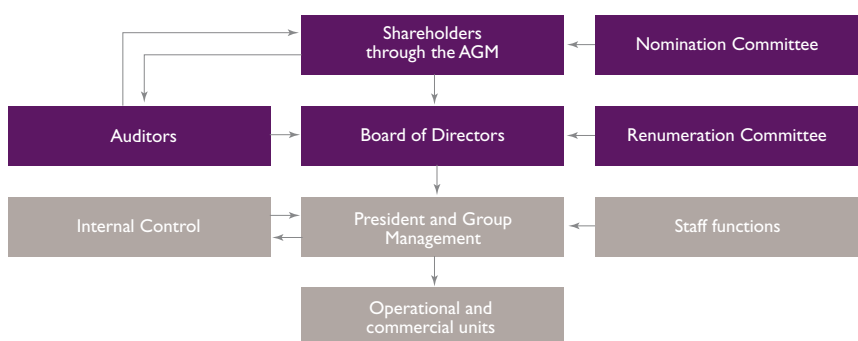 Shareholders
through the AGM
Nomination Committee
Auditors
Board of Directors
Renumeration Committee
Internal Control
President and Group
Management
Staff functions
Operational and
commercial units